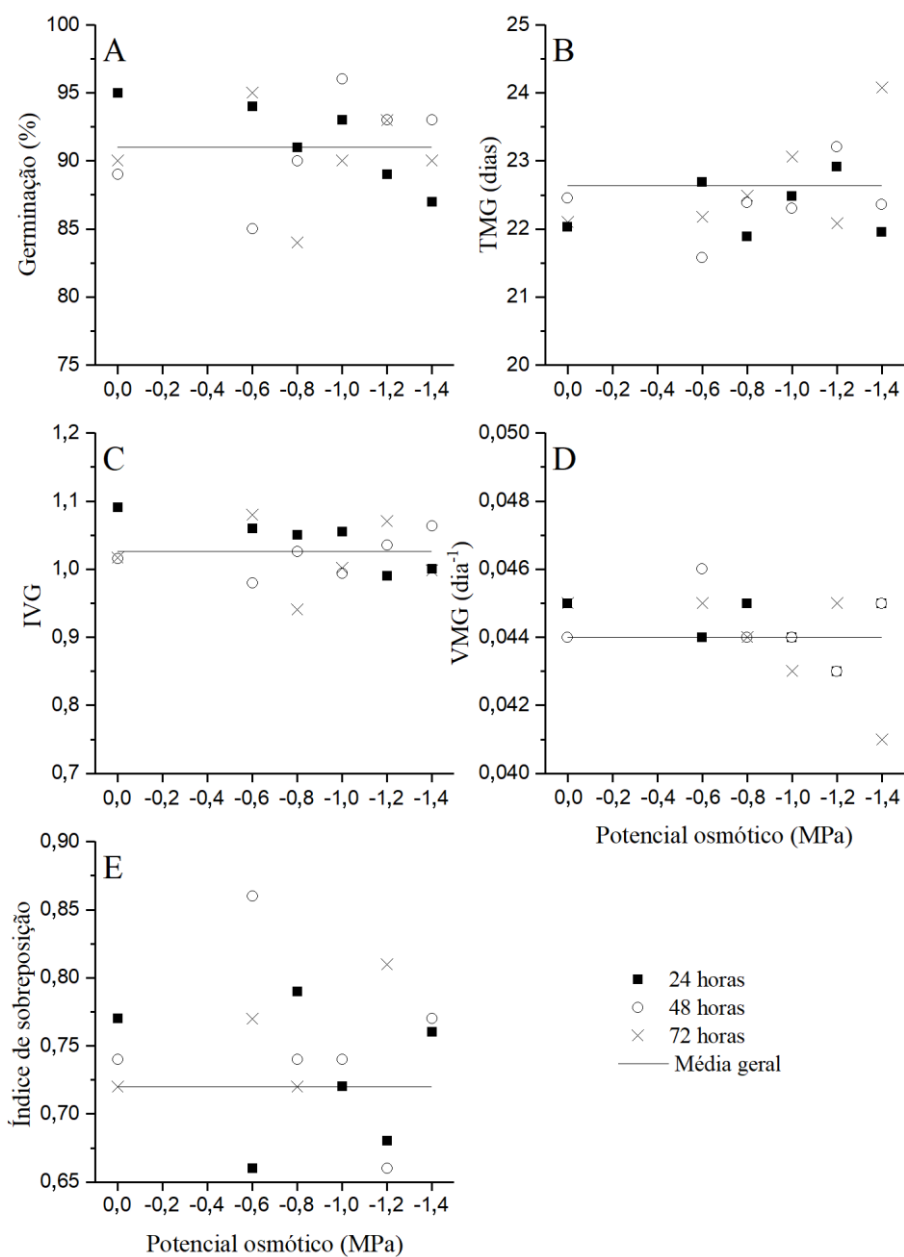 A
Germinação (%)
100
95
90
85
80
75
0,0 -0,2 -0,4 -0,6 -0,8 -1,0 -1,2 -1,4
B
TMG (dias)
25
24
23
22
21
20
0,0 -0,2 -0,4 -0,6 -0,8 -1,0 -1,2 -1,4
C
IVG
1,2
1,1
1,0
0,9
0,8
0,7
0,0 -0,2 -0,4 -0,6 -0,8 -1,0 -1,2 -1,4
D
VMG (dia⁻¹)
0,050
0,048
0,046
0,044
0,042
0,040
0,0 -0,2 -0,4 -0,6 -0,8 -1,0 -1,2 -1,4
Potencial osmótico (MPa)
E
Índice de sobreposição
0,90
0,85
0,80
0,75
0,70
0,65
0,0 -0,2 -0,4 -0,6 -0,8 -1,0 -1,2 -1,4
Potencial osmótico (MPa)
24 horas
48 horas
72 horas
Média geral